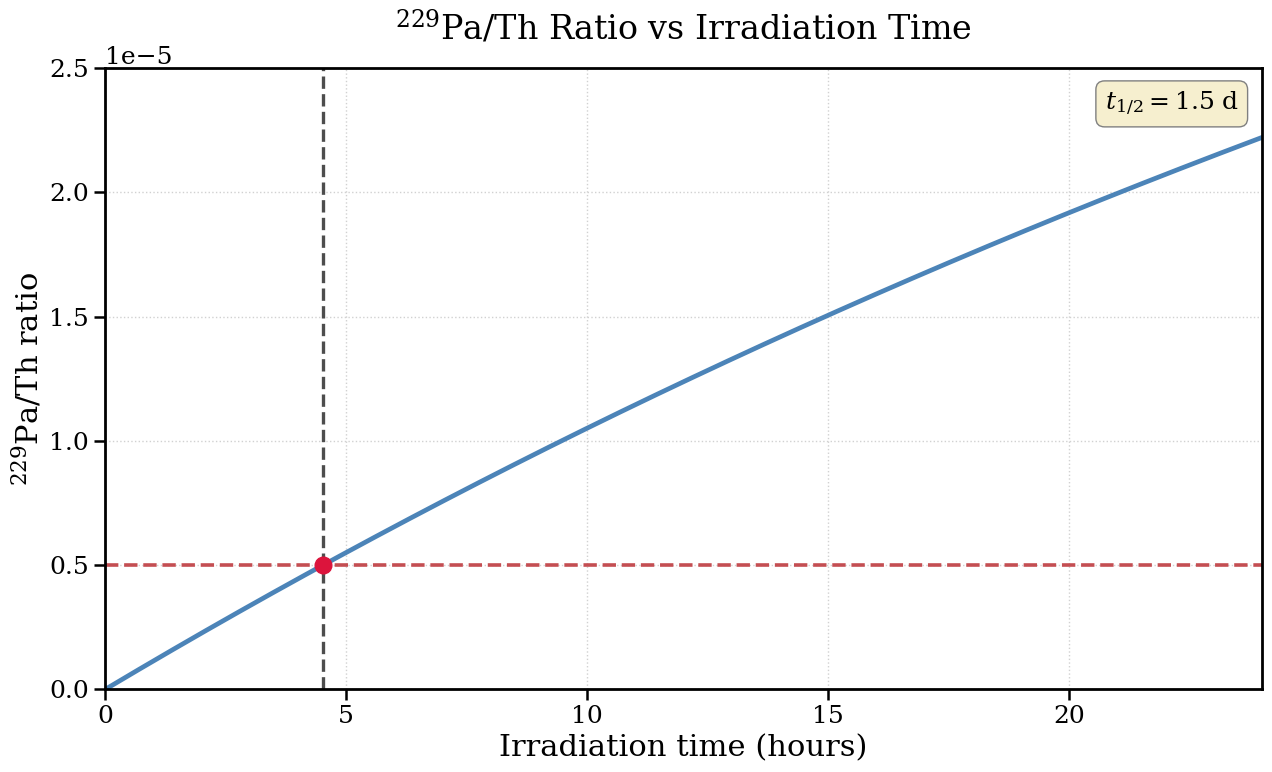 ²²⁹Pa/Th Ratio vs Irradiation Time
1e−5
2.5
2.0
1.5
1.0
0.5
0.0
²²⁹Pa/Th ratio
t₁/₂ = 1.5 d
0 5 10 15 20
Irradiation time (hours)